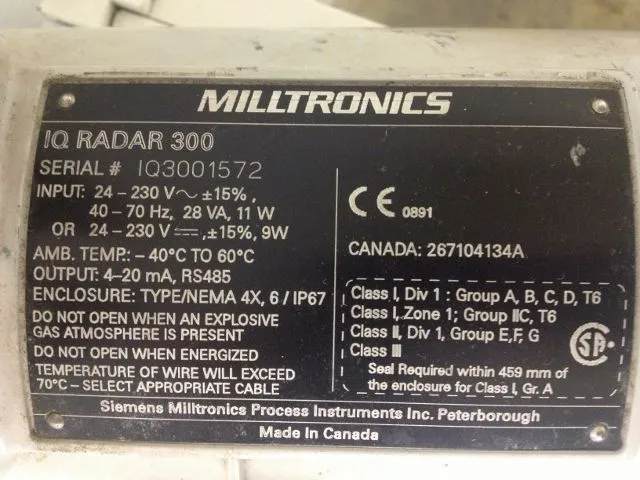 MILLTRONICS
IQ RADAR 300
SERIAL # IQ3001572
INPUT: 24 – 230 V ~ ±15%,
40 – 70 Hz, 28 VA, 11 W
OR 24 – 230 V ⎓, ±15%, 9W
AMB. TEMP.: – 40°C TO 60°C
OUTPUT: 4–20 mA, RS485
ENCLOSURE: TYPE/NEMA 4X, 6 / IP67
DO NOT OPEN WHEN AN EXPLOSIVE
GAS ATMOSPHERE IS PRESENT
DO NOT OPEN WHEN ENERGIZED
TEMPERATURE OF WIRE WILL EXCEED
70°C – SELECT APPROPRIATE CABLE
CE 0891
CANADA: 267104134A
Class I, Div 1 : Group A, B, C, D, T6
Class I, Zone 1; Group IIC, T6
Class II, Div 1, Group E, F, G
Class III
Seal Required within 459 mm of
the enclosure for Class I, Gr. A
SA
Siemens Milltronics Process Instruments Inc. Peterborough
Made In Canada